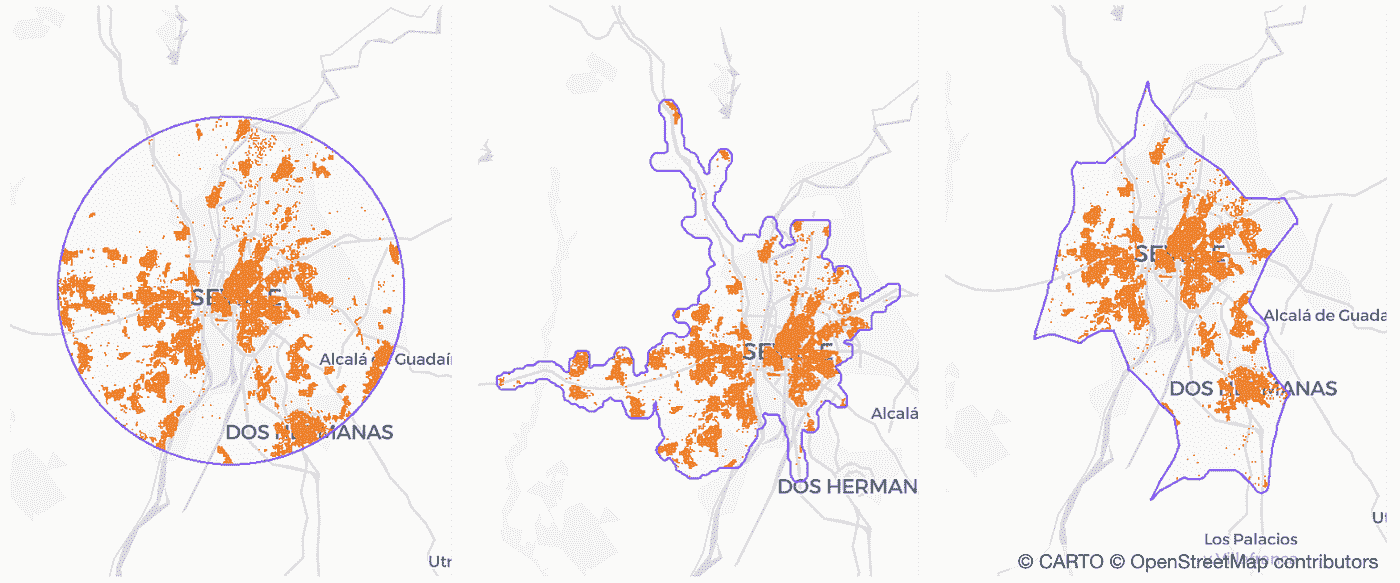 SEVILLE
Alcalá de Guadaí
DOS HERMANAS
Utr
SEVILLE
Alcalá
DOS HERMAN
SEVILLE
Alcalá de Guada
DOS HERMANAS
Ut
Los Palacios
© CARTO © OpenStreetMap contributors